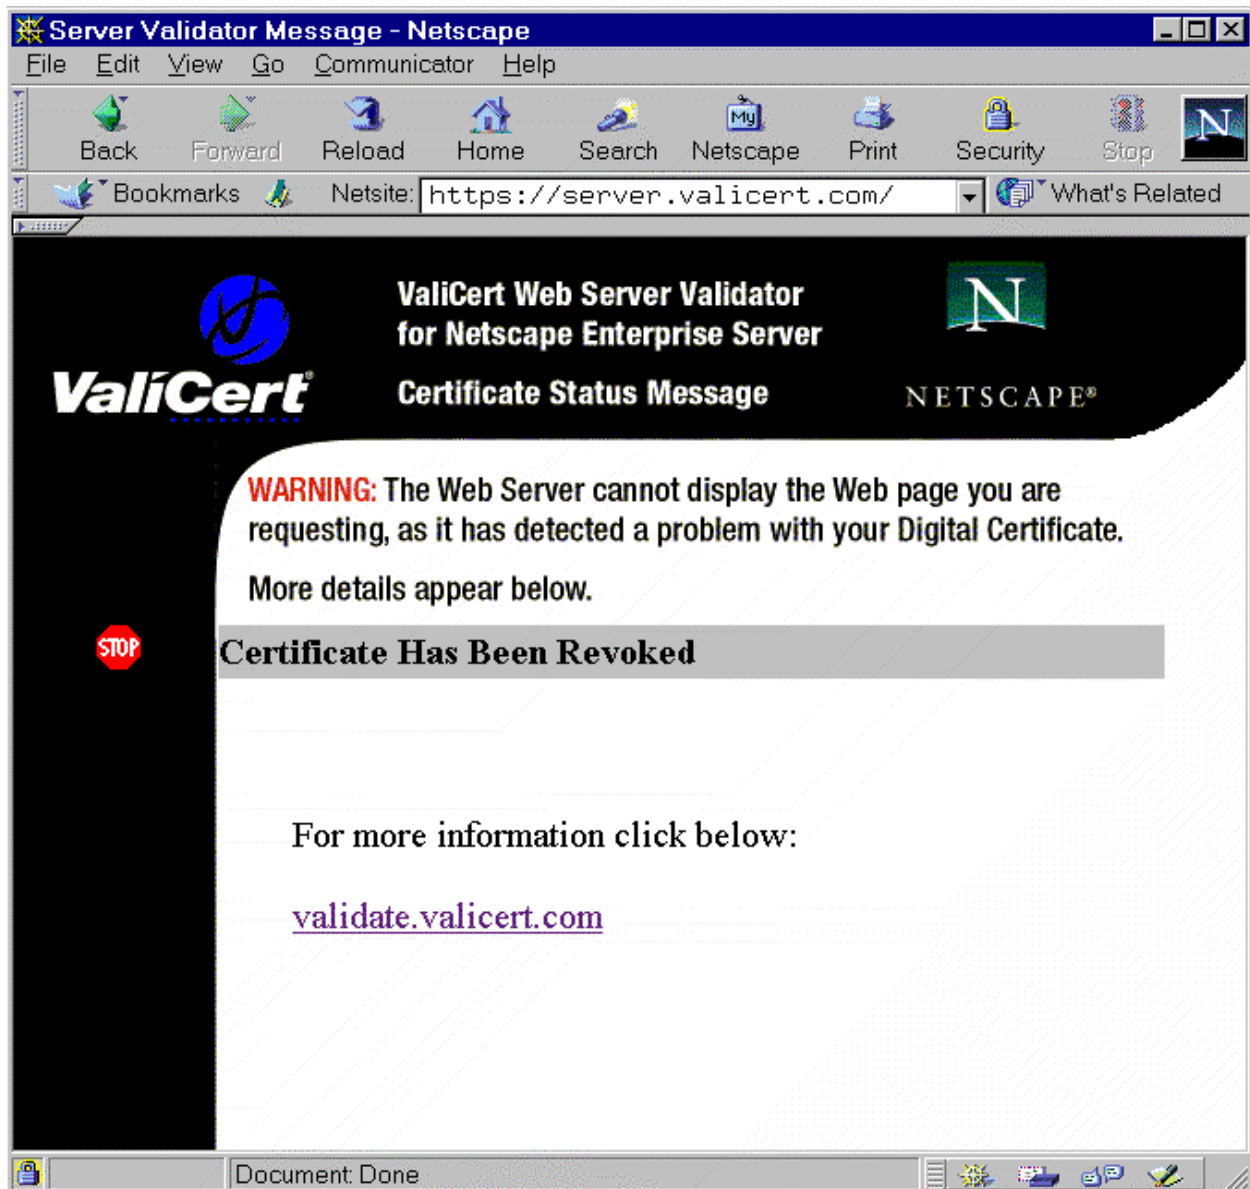 Server Validator Message - Netscape
File Edit View Go Communicator Help
My
Back Forward Reload Home Search Netscape Print Security Stop
N
Bookmarks Netsite: https://server.valicert.com/ What's Related
ValiCert Web Server Validator
for Netscape Enterprise Server
Certificate Status Message
ValiCert®
N
NETSCAPE®
WARNING: The Web Server cannot display the Web page you are
requesting, as it has detected a problem with your Digital Certificate.
More details appear below.
STOP
Certificate Has Been Revoked
For more information click below:
validate.valicert.com
Document: Done